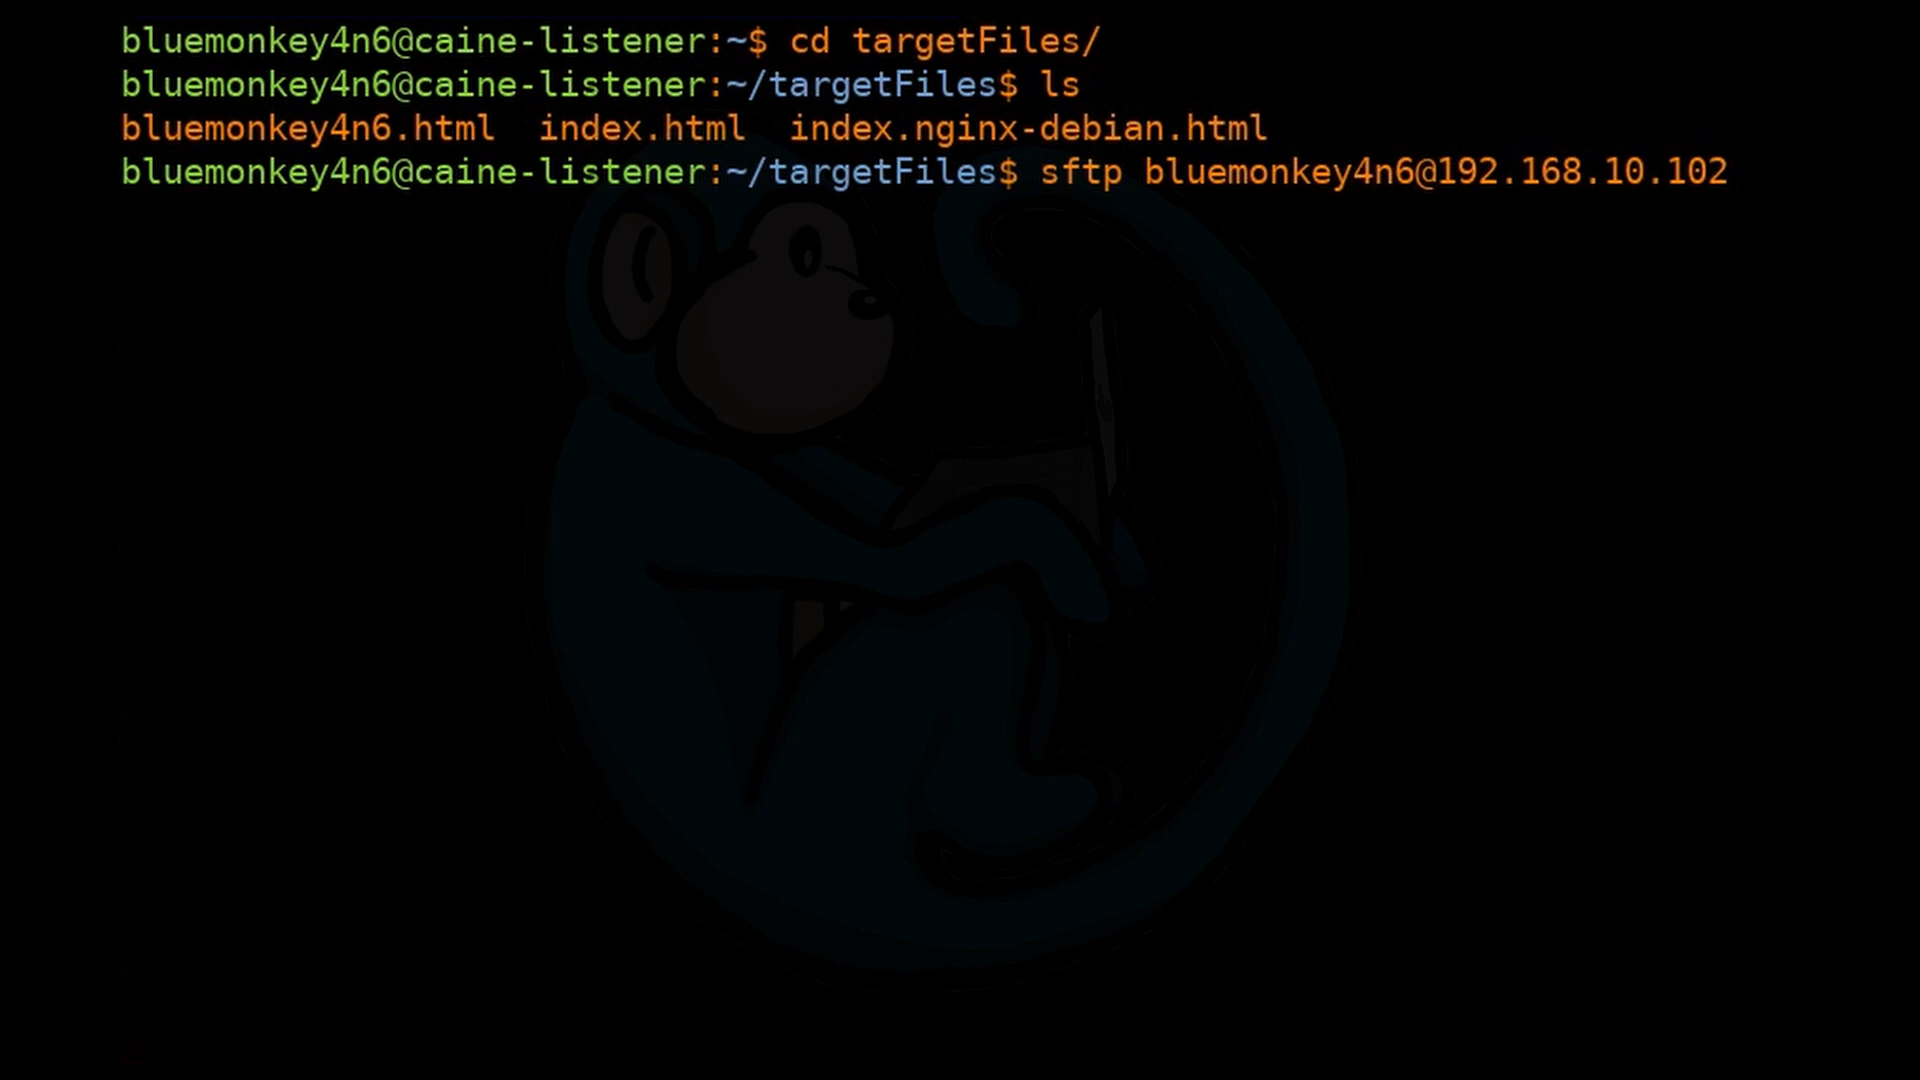 bluemonkey4n6@caine-listener:~$ cd targetFiles/
bluemonkey4n6@caine-listener:~/targetFiles$ ls
bluemonkey4n6.html  index.html  index.nginx-debian.html
bluemonkey4n6@caine-listener:~/targetFiles$ sftp bluemonkey4n6@192.168.10.102